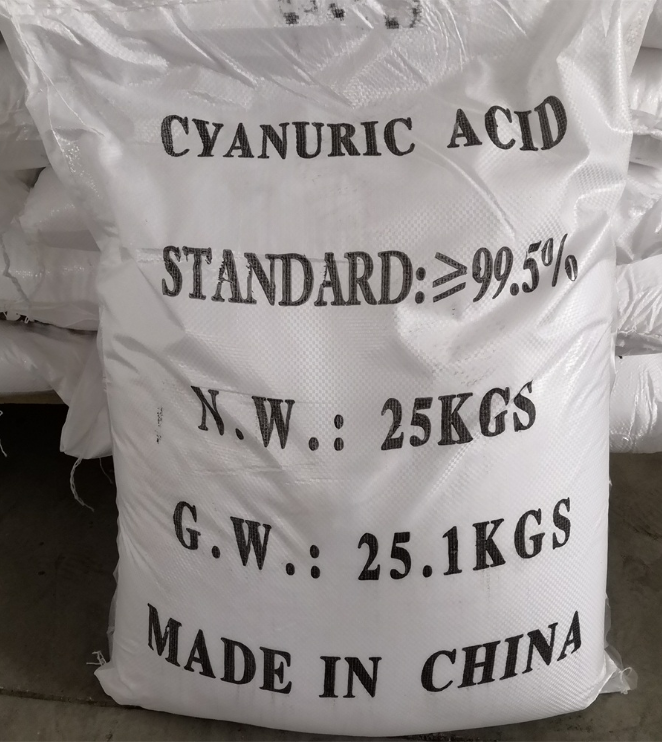 CYANURIC ACID
STANDARD:≥99.5%
N.W.: 25KGS
G.W.: 25.1KGS
MADE IN CHINA